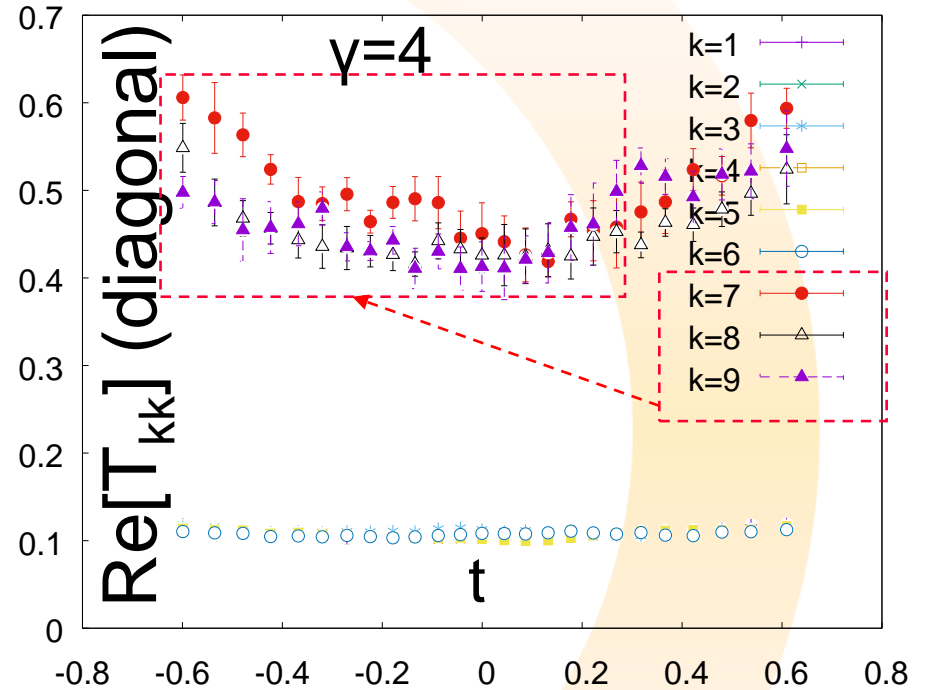 γ=4
Re[T_kk] (diagonal)
t
0.7
0.6
0.5
0.4
0.3
0.2
0.1
0
-0.8 -0.6 -0.4 -0.2 0 0.2 0.4 0.6 0.8
k=1
k=2
k=3
k=4
k=5
k=6
k=7
k=8
k=9